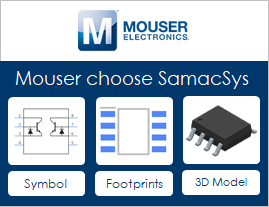 M
MOUSER
ELECTRONICS
Mouser choose SamacSys
Symbol
Footprints
3D Model